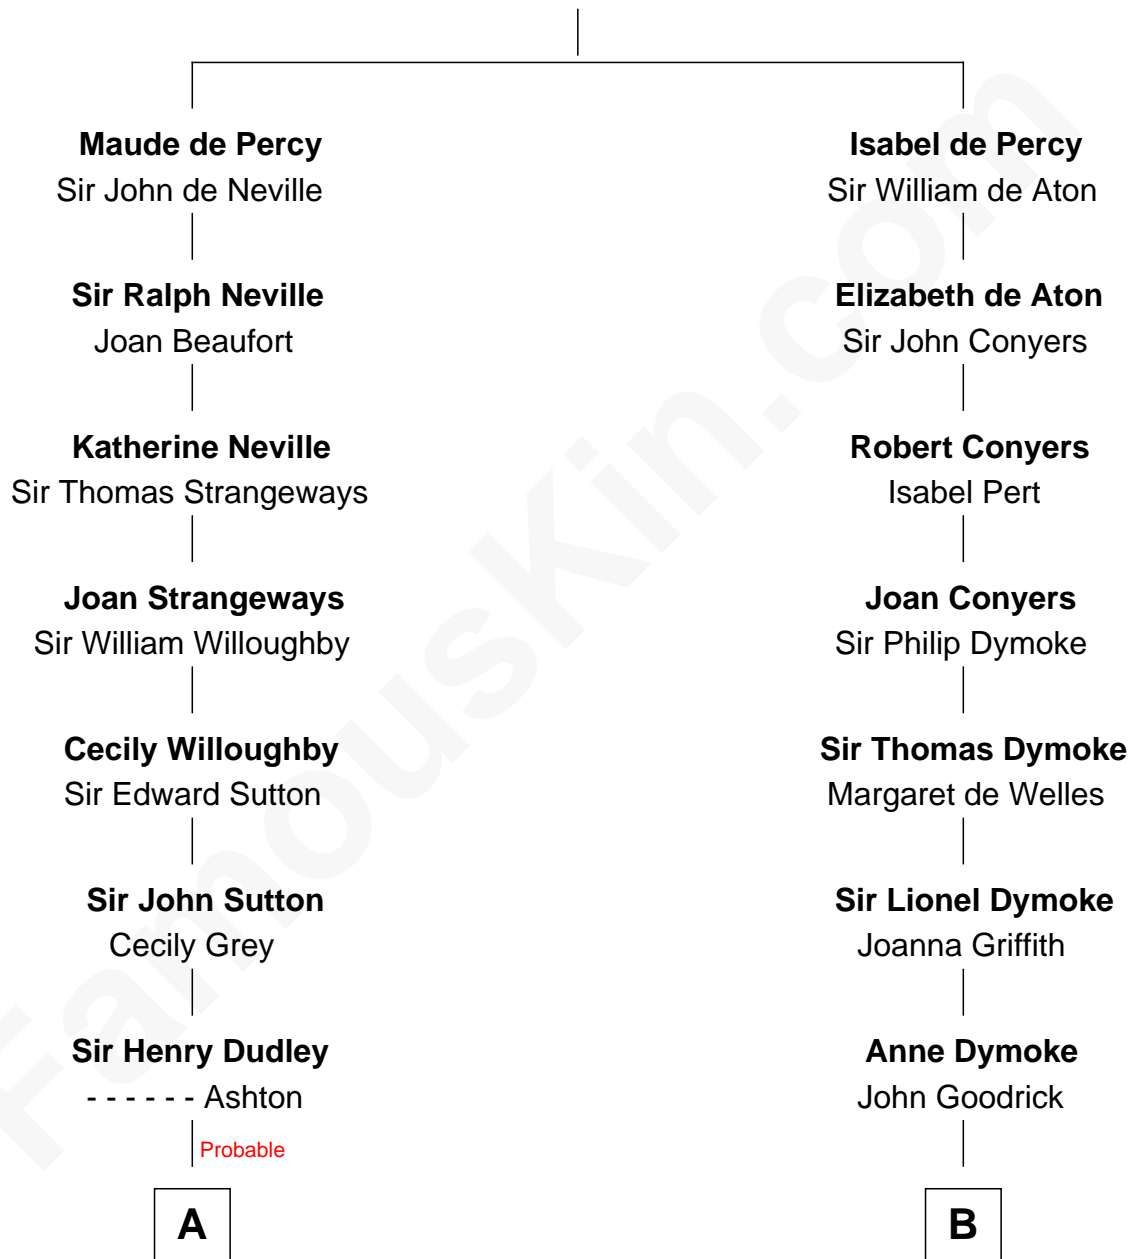 Maude de Percy
Sir John de Neville
Sir Ralph Neville
Joan Beaufort
Katherine Neville
Sir Thomas Strangeways
Joan Strangeways
Sir William Willoughby
Cecily Willoughby
Sir Edward Sutton
Sir John Sutton
Cecily Grey
Sir Henry Dudley
- - - - - - Ashton
Probable
A
Isabel de Percy
Sir William de Aton
Elizabeth de Aton
Sir John Conyers
Robert Conyers
Isabel Pert
Joan Conyers
Sir Philip Dymoke
Sir Thomas Dymoke
Margaret de Welles
Sir Lionel Dymoke
Joanna Griffith
Anne Dymoke
John Goodrick
B
FamousKin.com